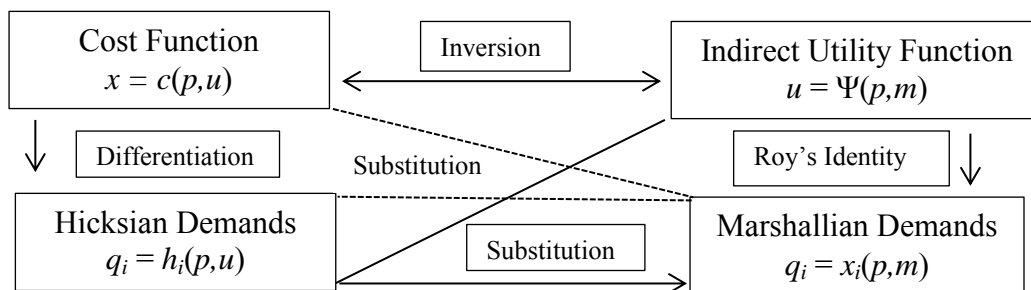 Cost Function
x = c(p,u)
Inversion
Indirect Utility Function
u = Ψ(p,m)
Differentiation
Substitution
Roy’s Identity
Hicksian Demands
qi = hi(p,u)
Substitution
Marshallian Demands
qi = xi(p,m)